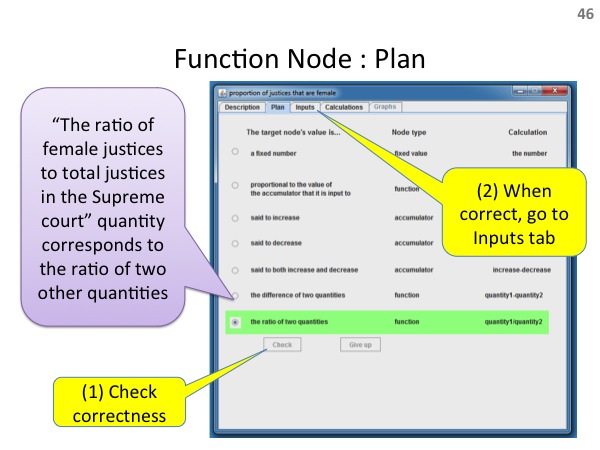 46
Function Node : Plan
proportion of justices that are female
Description Plan Inputs Calculations Graphs
The target node's value is... Node type Calculation
a fixed number fixed value the number
proportional to the value of
the accumulator that it is input to function
said to increase accumulator
said to decrease accumulator
said to both increase and decrease accumulator increase-decrease
the difference of two quantities function quantity1-quantity2
the ratio of two quantities function quantity1/quantity2
Check Give up
“The ratio of
female justices
to total justices
in the Supreme
court” quantity
corresponds to
the ratio of two
other quantities
(2) When
correct, go to
Inputs tab
(1) Check
correctness